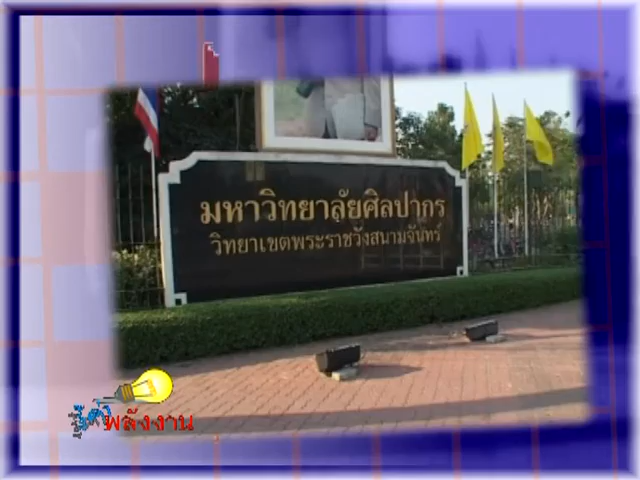 มหาวิทยาลัยศิลปากร
วิทยาเขตพระราชวังสนามจันทร์
พลังงาน